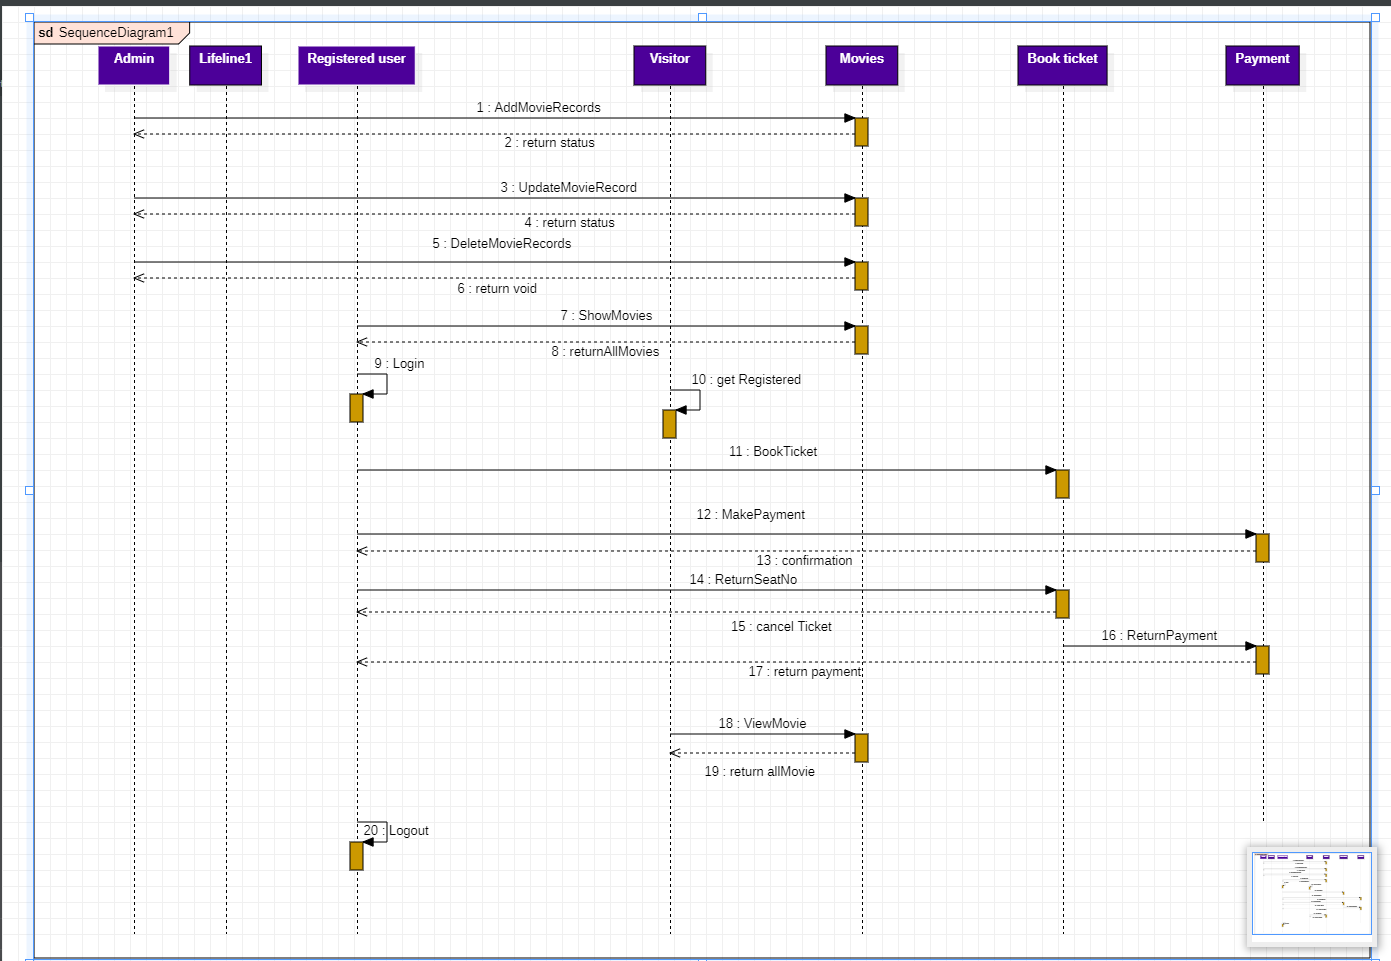 sd SequenceDiagram1
Admin
Lifeline1
Registered user
Visitor
Movies
Book ticket
Payment
1 : AddMovieRecords
2 : return status
3 : UpdateMovieRecord
4 : return status
5 : DeleteMovieRecords
6 : return void
7 : ShowMovies
8 : returnAllMovies
9 : Login
10 : get Registered
11 : BookTicket
12 : MakePayment
13 : confirmation
14 : ReturnSeatNo
15 : cancel Ticket
16 : ReturnPayment
17 : return payment
18 : ViewMovie
19 : return allMovie
20 : Logout